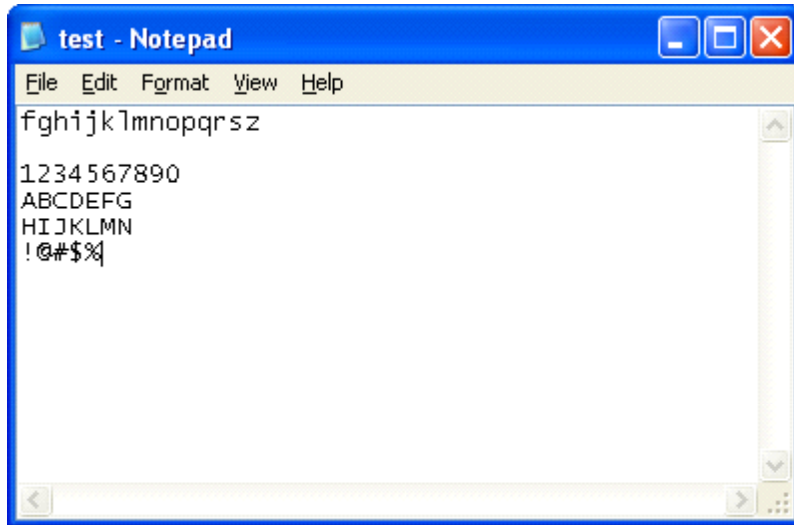 test - Notepad
File Edit Format View Help
fghijklmnopqrsz
1234567890
ABCDEFG
HIJKLMN
!@#$%